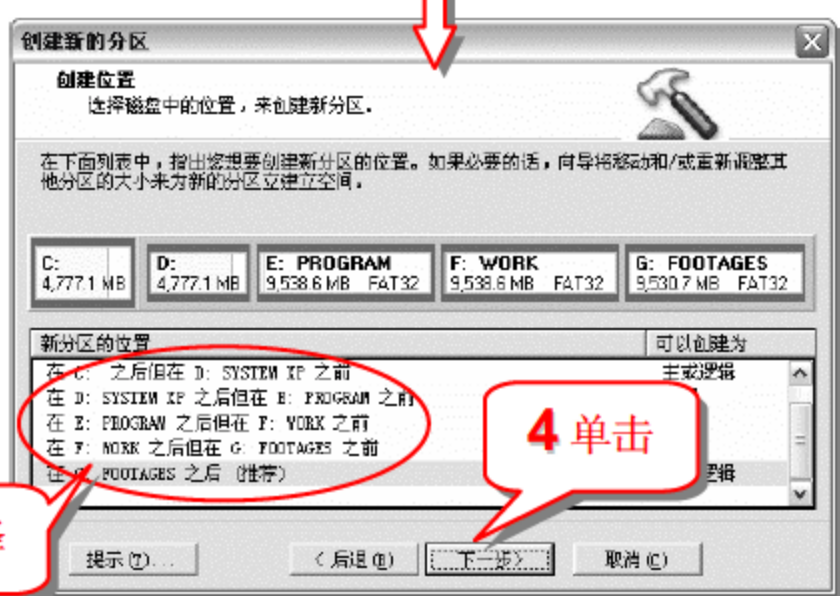 创建新的分区
创建位置
选择磁盘中的位置，来创建新分区.
在下面列表中，指出您想要创建新分区的位置。如果必要的话，向导将移动和/或重新调整其
他分区的大小来为新的分区立建立空间.
C: D: E: PROGRAM F: WORK G: FOOTAGES
4,777.1 MB 4,777.1 MB 9,538.6 MB FAT32 9,538.6 MB FAT32 9,530.7 MB FAT32
新分区的位置 可以创建为
在 C: 之后但在 D: SYSTEM XP 之前 主或逻辑
在 D: SYSTEM XP 之后但在 E: PROGRAM 之前
在 E: PROGRAM 之后但在 F: WORK 之前
在 F: WORK 之后但在 G: FOOTAGES 之前
在 FOOTAGES 之后 (推荐) 逻辑
4 单击
提示(T)... < 后退(B) 下一步> 取消(C)